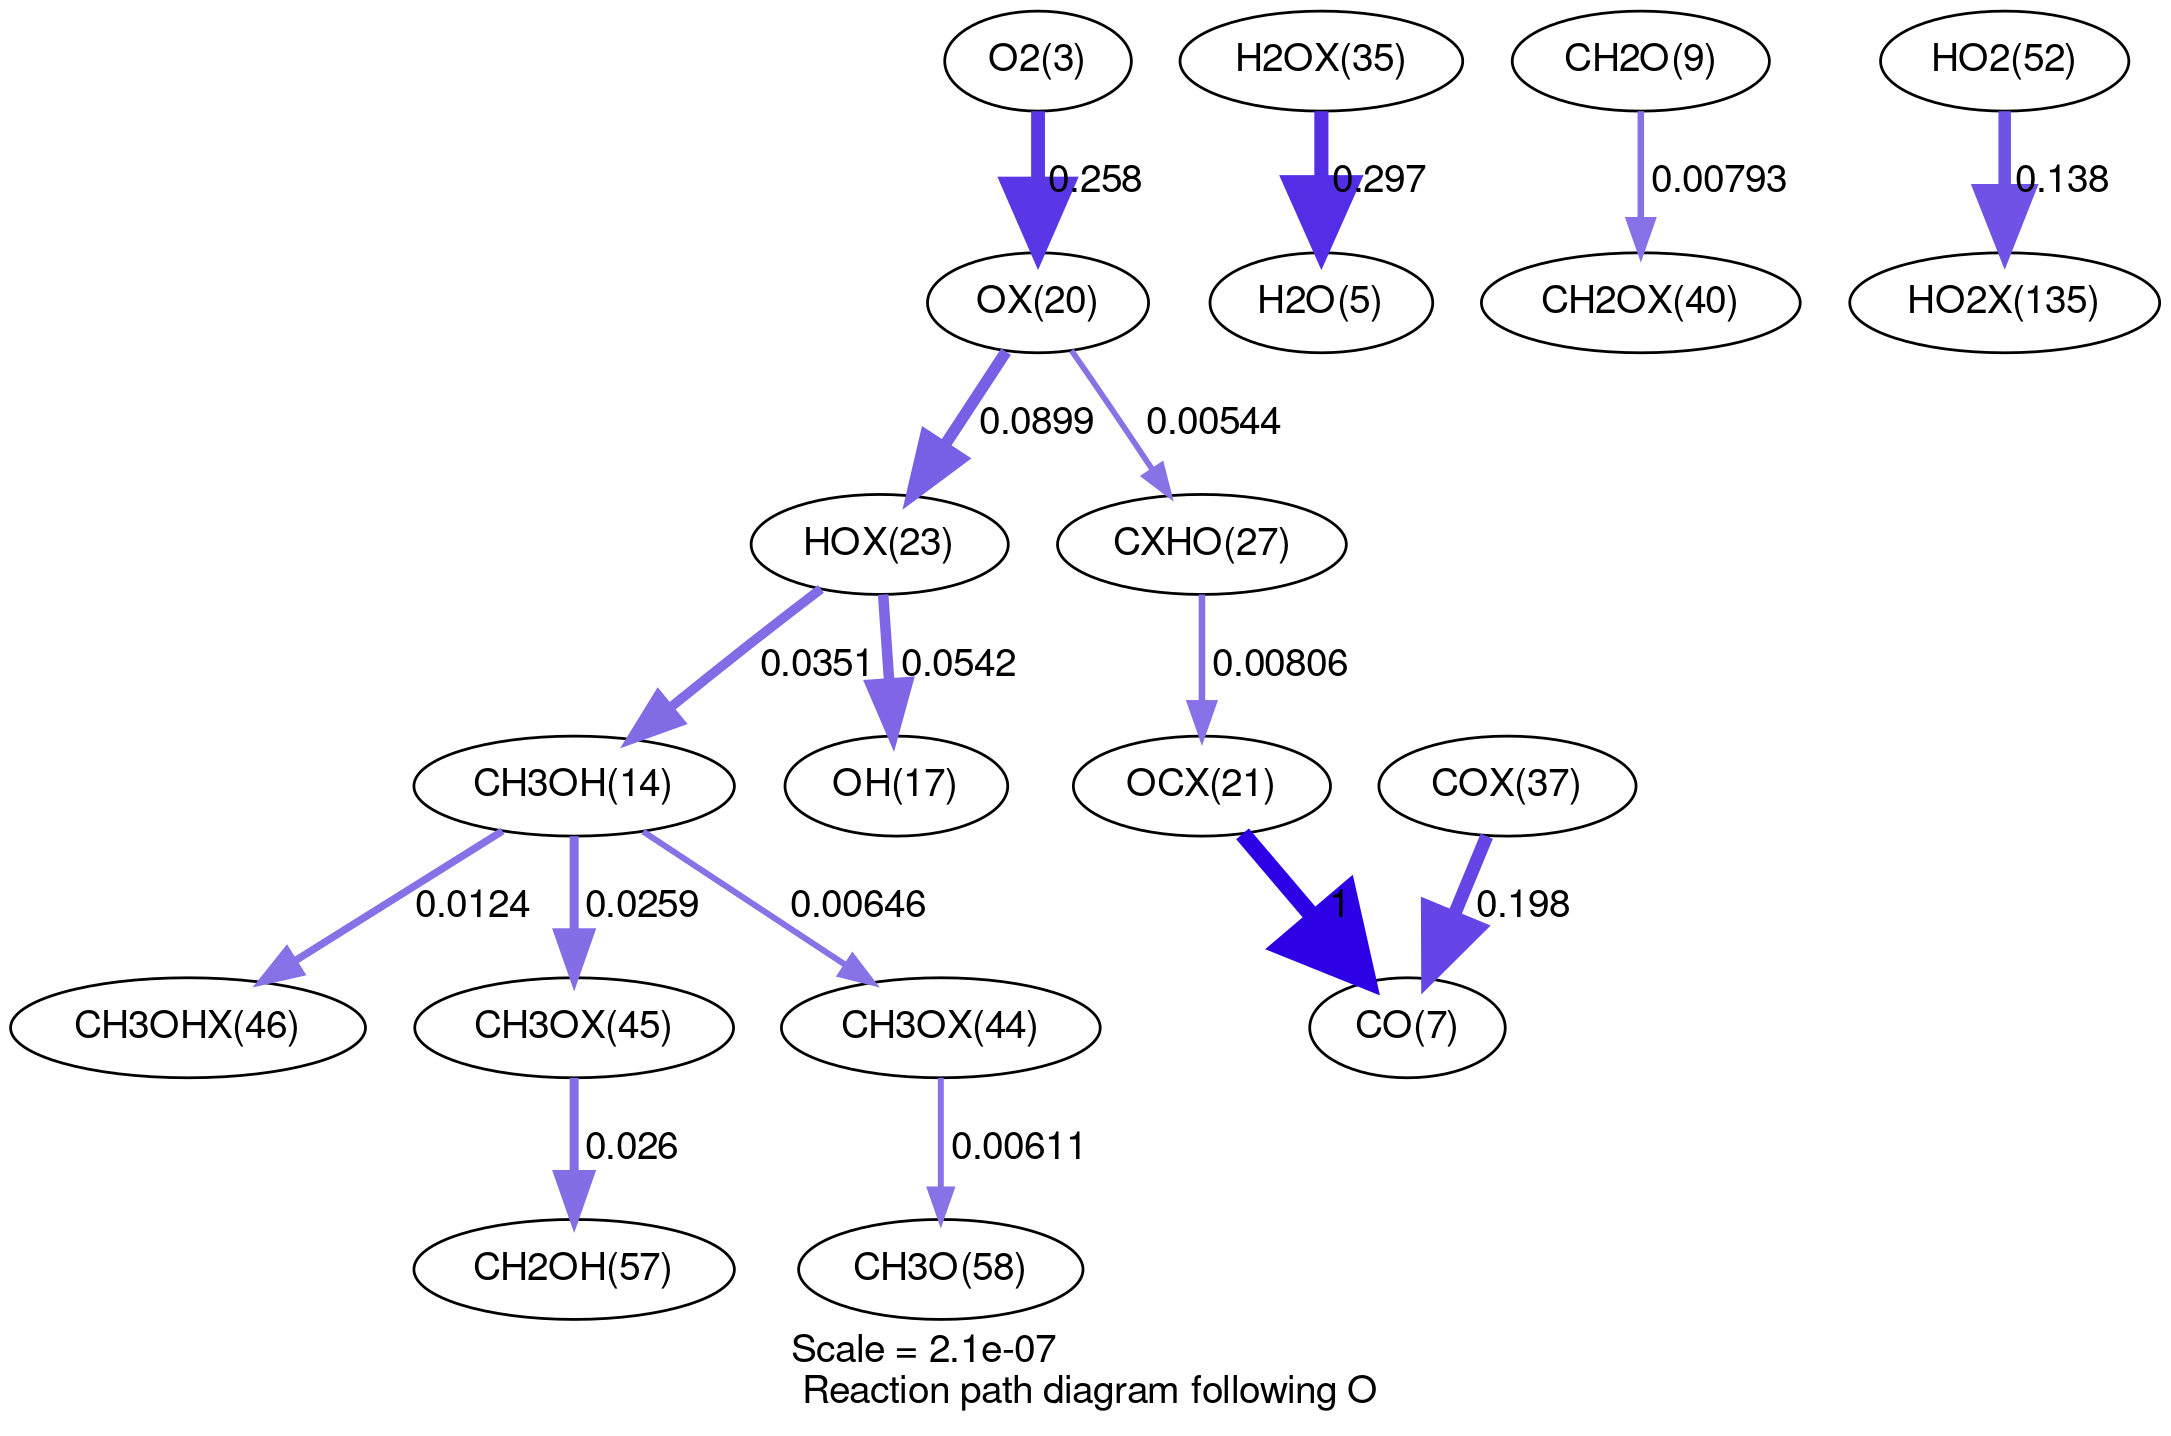 O2(3)
H2OX(35)
CH2O(9)
HO2(52)
0.258
0.297
0.00793
0.138
OX(20)
H2O(5)
CH2OX(40)
HO2X(135)
0.0899
0.00544
HOX(23)
CXHO(27)
0.0351
0.0542
0.00806
CH3OH(14)
OH(17)
OCX(21)
COX(37)
0.0124
0.0259
0.00646
1
0.198
CH3OHX(46)
CH3OX(45)
CH3OX(44)
CO(7)
0.026
0.00611
CH2OH(57)
CH3O(58)
Scale = 2.1e-07
Reaction path diagram following O